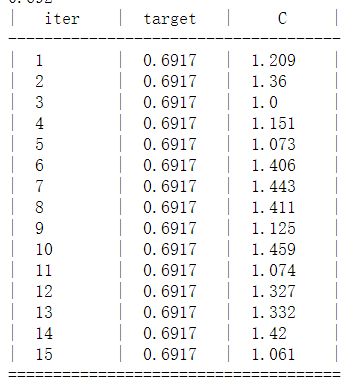 | iter | target | C |
-------------------------------------
| 1 | 0.6917 | 1.209 |
| 2 | 0.6917 | 1.36 |
| 3 | 0.6917 | 1.0 |
| 4 | 0.6917 | 1.151 |
| 5 | 0.6917 | 1.073 |
| 6 | 0.6917 | 1.406 |
| 7 | 0.6917 | 1.443 |
| 8 | 0.6917 | 1.411 |
| 9 | 0.6917 | 1.125 |
| 10 | 0.6917 | 1.459 |
| 11 | 0.6917 | 1.074 |
| 12 | 0.6917 | 1.327 |
| 13 | 0.6917 | 1.332 |
| 14 | 0.6917 | 1.42 |
| 15 | 0.6917 | 1.061 |
=====================================